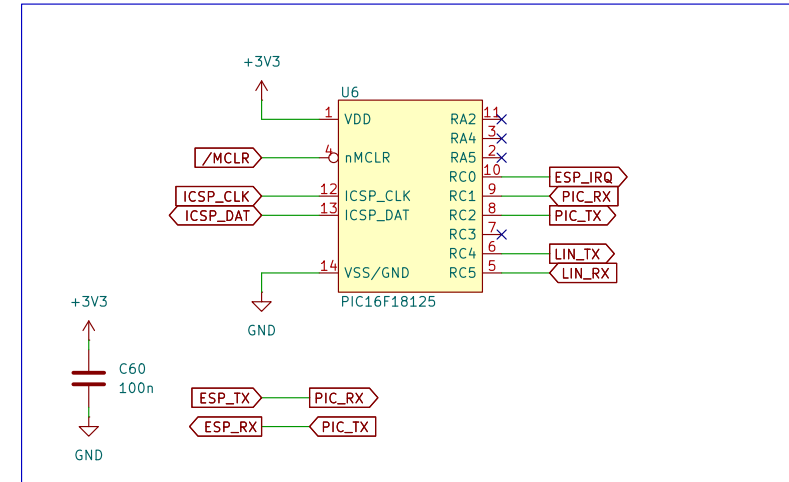 +3V3
U6
1 VDD
RA2 11
RA4 3
/MCLR 4 nMCLR
RA5 2
RC0 10 ESP_IRQ
ICSP_CLK 12 ICSP_CLK
RC1 9 PIC_RX
ICSP_DAT 13 ICSP_DAT
RC2 8 PIC_TX
RC3 7
RC4 6 LIN_TX
14 VSS/GND
RC5 5 LIN_RX
PIC16F18125
GND
+3V3
C60
100n
GND
ESP_TX PIC_RX
ESP_RX PIC_TX